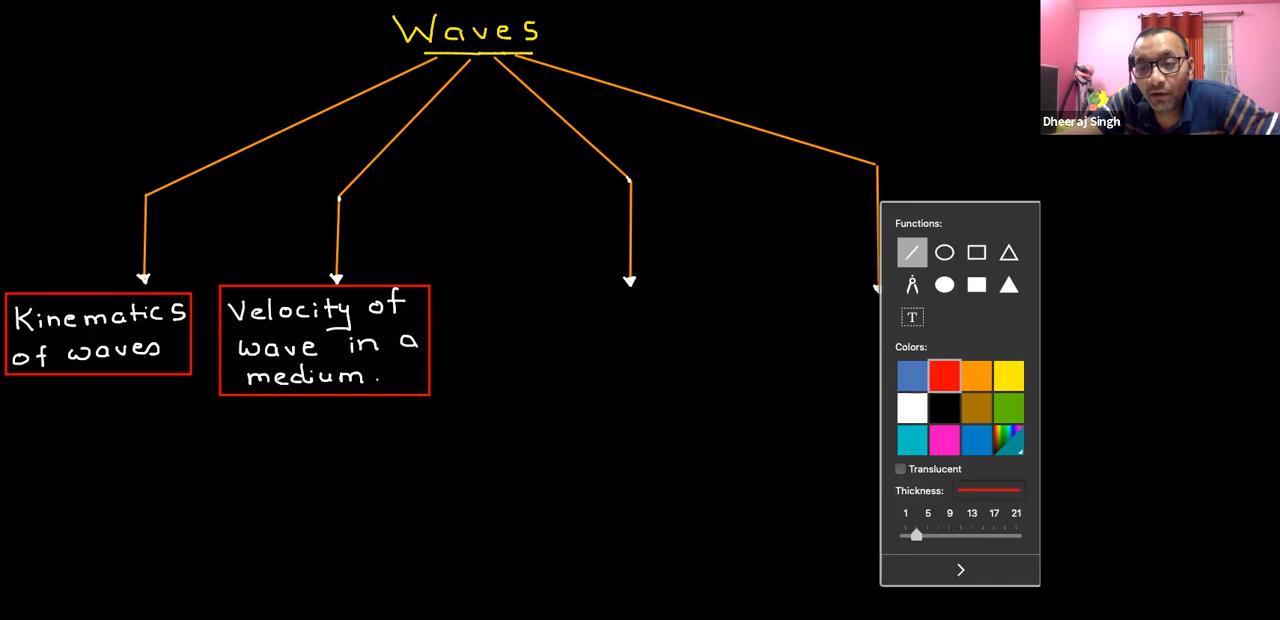 Waves
Dheeraj Singh
Kinematics
of waves
Velocity of
wave in a
medium.
Functions:
T
Colors:
Translucent
Thickness:
1 5 9 13 17 21